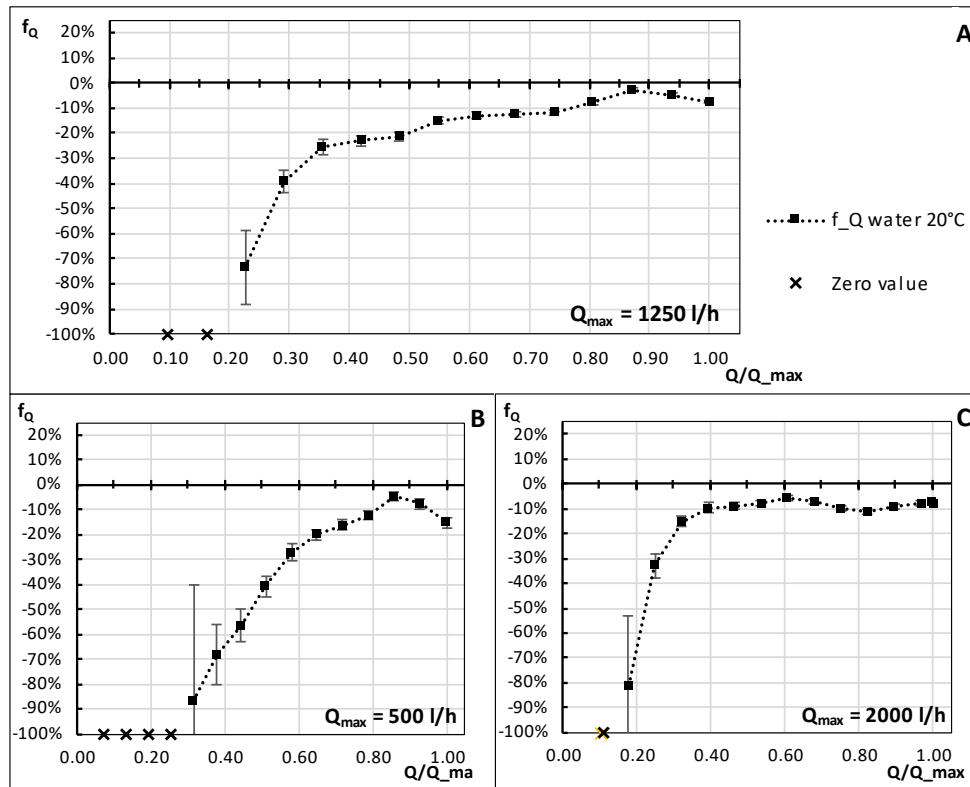 f_Q
A
20%
10%
0%
-10%
-20%
-30%
-40%
-50%
-60%
-70%
-80%
-90%
-100%
Q_max = 1250 l/h
0.00 0.10 0.20 0.30 0.40 0.50 0.60 0.70 0.80 0.90 1.00
Q/Q_max
f_Q water 20°C
Zero value
f_Q
B
20%
10%
0%
-10%
-20%
-30%
-40%
-50%
-60%
-70%
-80%
-90%
-100%
Q_max = 500 l/h
0.00 0.20 0.40 0.60 0.80 1.00
Q/Q_ma
f_Q
C
20%
10%
0%
-10%
-20%
-30%
-40%
-50%
-60%
-70%
-80%
-90%
-100%
Q_max = 2000 l/h
0.00 0.20 0.40 0.60 0.80 1.00
Q/Q_max